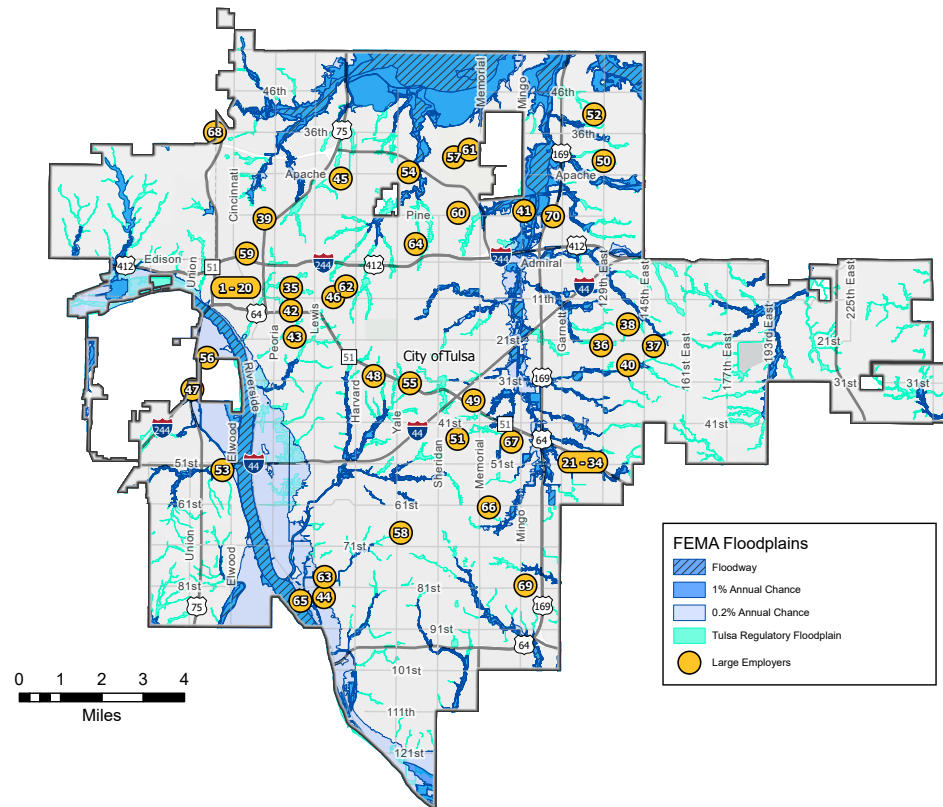 46th
Memorial
Mingo
46th
52
68
36th
75
36th
61
57
169
50
Cincinnati
Apache
45
54
Apache
39
Pine
60
41
70
64
412
59
Edison
Union
51
244
412
244
Admiral
412
1 - 20
35
62
46
11th
44
129th East
145th East
225th East
64
42
Lewis
Garnett
38
193rd East
Peoria
43
21st
36
37
21st
56
51
City of Tulsa
161st East
177th East
Riverside
48
55
31st
169
40
31st
31st
47
Harvard
49
Yale
41st
41st
244
Elwood
44
51
51
67
64
Sheridan
Memorial
51st
53
44
51st
21 - 34
61st
61st
66
Mingo
58
71st
Union
Elwood
63
81st
81st
69
75
65
44
169
91st
64
101st
111th
121st
0 1 2 3 4
Miles
FEMA Floodplains
Floodway
1% Annual Chance
0.2% Annual Chance
Tulsa Regulatory Floodplain
Large Employers